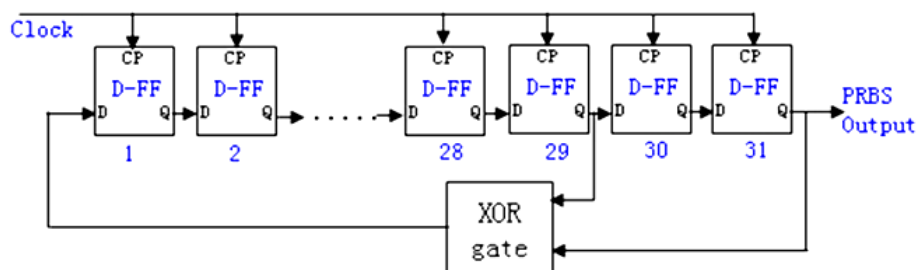 Clock
CP CP CP CP CP CP
D-FF D-FF D-FF D-FF D-FF D-FF
D Q D Q D Q D Q D Q D Q
PRBS
Output
1 2 28 29 30 31
XOR
gate